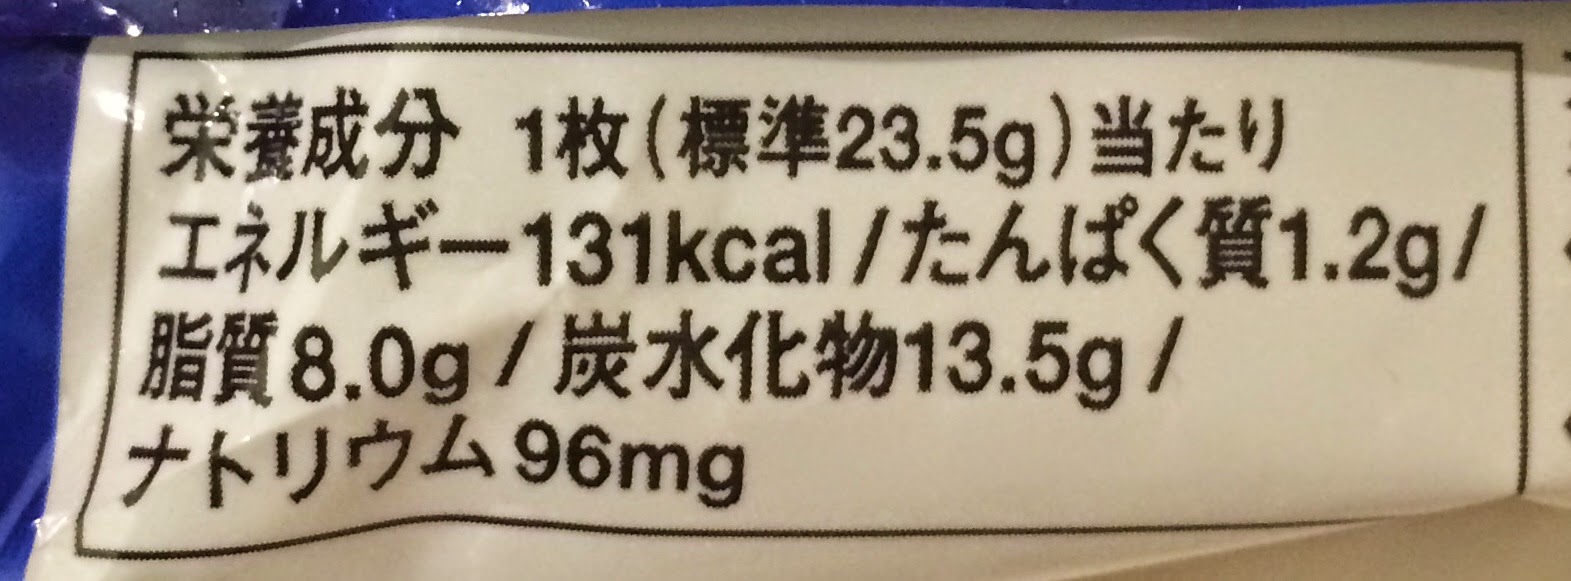 栄養成分 1枚(標準23.5g)当たり
エネルギー131kcal/たんぱく質1.2g/
脂質8.0g/炭水化物13.5g/
ナトリウム96mg